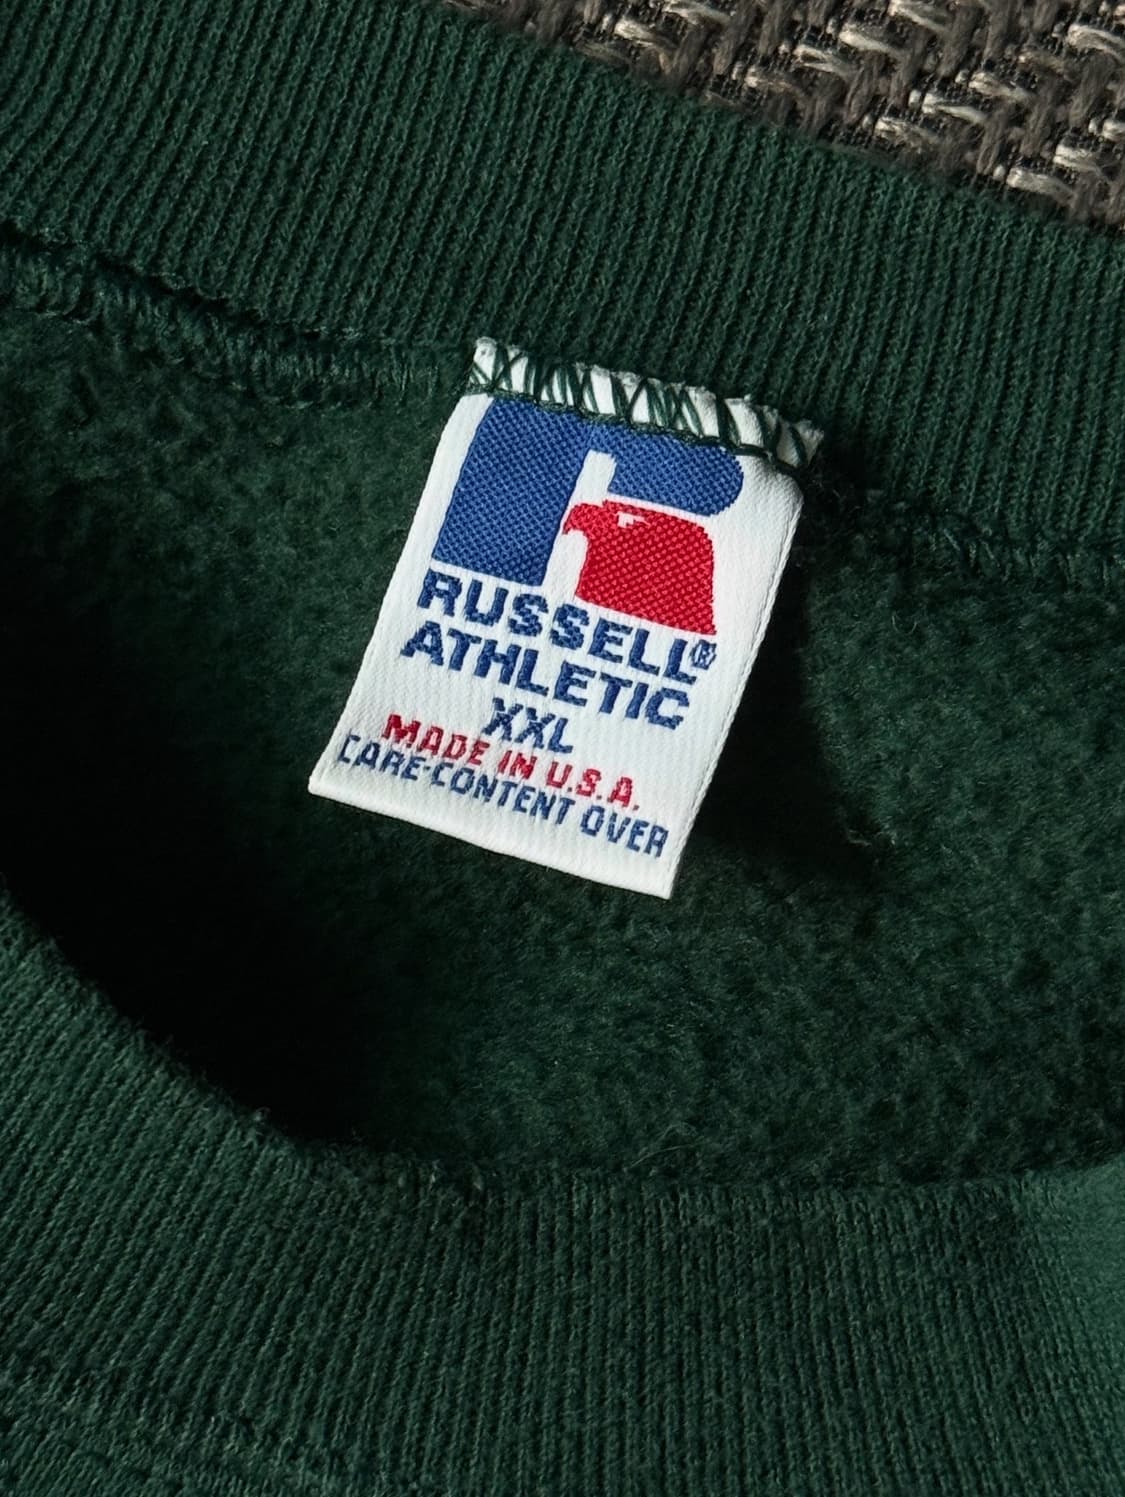 RUSSELL®
ATHLETIC
XXL
MADE IN U.S.A.
CARE-CONTENT OVER